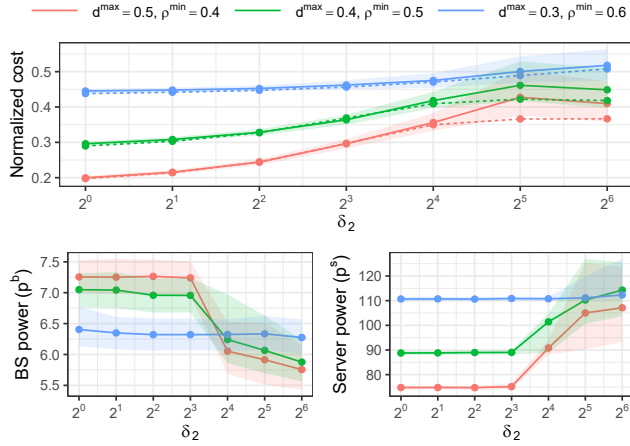 d^max = 0.5, ρ^min = 0.4  d^max = 0.4, ρ^min = 0.5  d^max = 0.3, ρ^min = 0.6
Normalized cost
0.5
0.4
0.3
0.2
2^0 2^1 2^2 2^3 2^4 2^5 2^6
δ_2
BS power (p^b)
7.5
7.0
6.5
6.0
5.5
2^0 2^1 2^2 2^3 2^4 2^5 2^6
δ_2
Server power (p^s)
110
100
90
80
2^0 2^1 2^2 2^3 2^4 2^5 2^6
δ_2